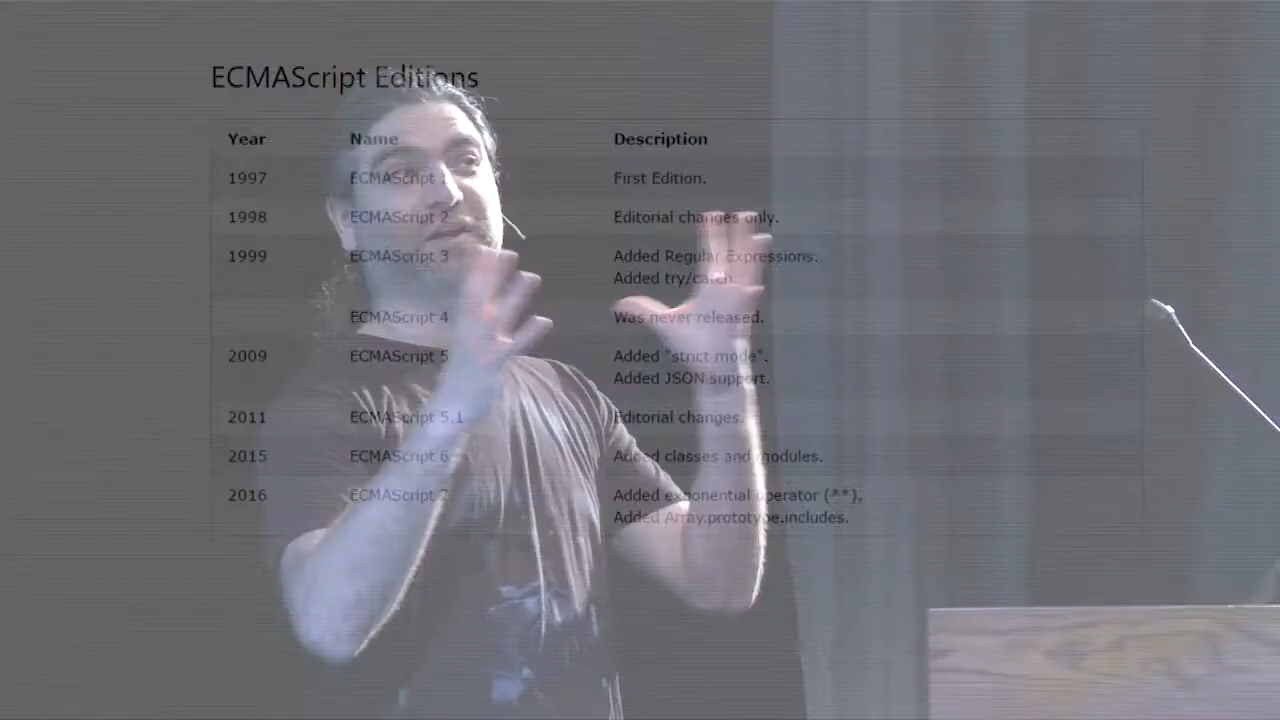 ECMAScript Editions
Year Name Description
1997 ECMAScript 1 First Edition.
1998 ECMAScript 2 Editorial changes only.
1999 ECMAScript 3 Added Regular Expressions.
Added try/catch.
ECMAScript 4 Was never released.
2009 ECMAScript 5 Added "strict mode".
Added JSON support.
2011 ECMAScript 5.1 Editorial changes.
2015 ECMAScript 6 Added classes and modules.
2016 ECMAScript 7 Added exponential operator (**).
Added Array.prototype.includes.